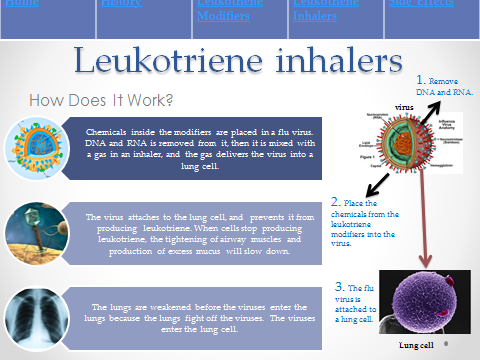 Home
History
Leukotriene
Modifiers
Leukotriene
Inhalers
Side Effects
Leukotriene inhalers
How Does It Work?
Chemicals inside the modifiers are placed in a flu virus.
DNA and RNA is removed from it, then it is mixed with
a gas in an inhaler, and the gas delivers the virus into a
lung cell.
The virus attaches to the lung cell, and prevents it from
producing leukotriene. When cells stop producing
leukotriene, the tightening of airway muscles and
production of excess mucus will slow down.
The lungs are weakened before the viruses enter the
lungs because the lungs fight off the viruses. The viruses
enter the lung cell.
1. Remove
DNA and RNA.
virus
Influenza
Virus
Anatomy
Figure 1
2. Place the
chemicals from the
leukotriene
modifiers into the
virus.
3. The flu
virus is
attached to
a lung cell.
Lung cell